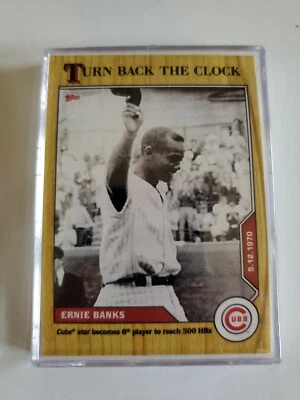 TURN BACK THE CLOCK
Topps
5.12.1970
ERNIE BANKS
CUBS
Cubs® star becomes 8th player to reach 500 HRs